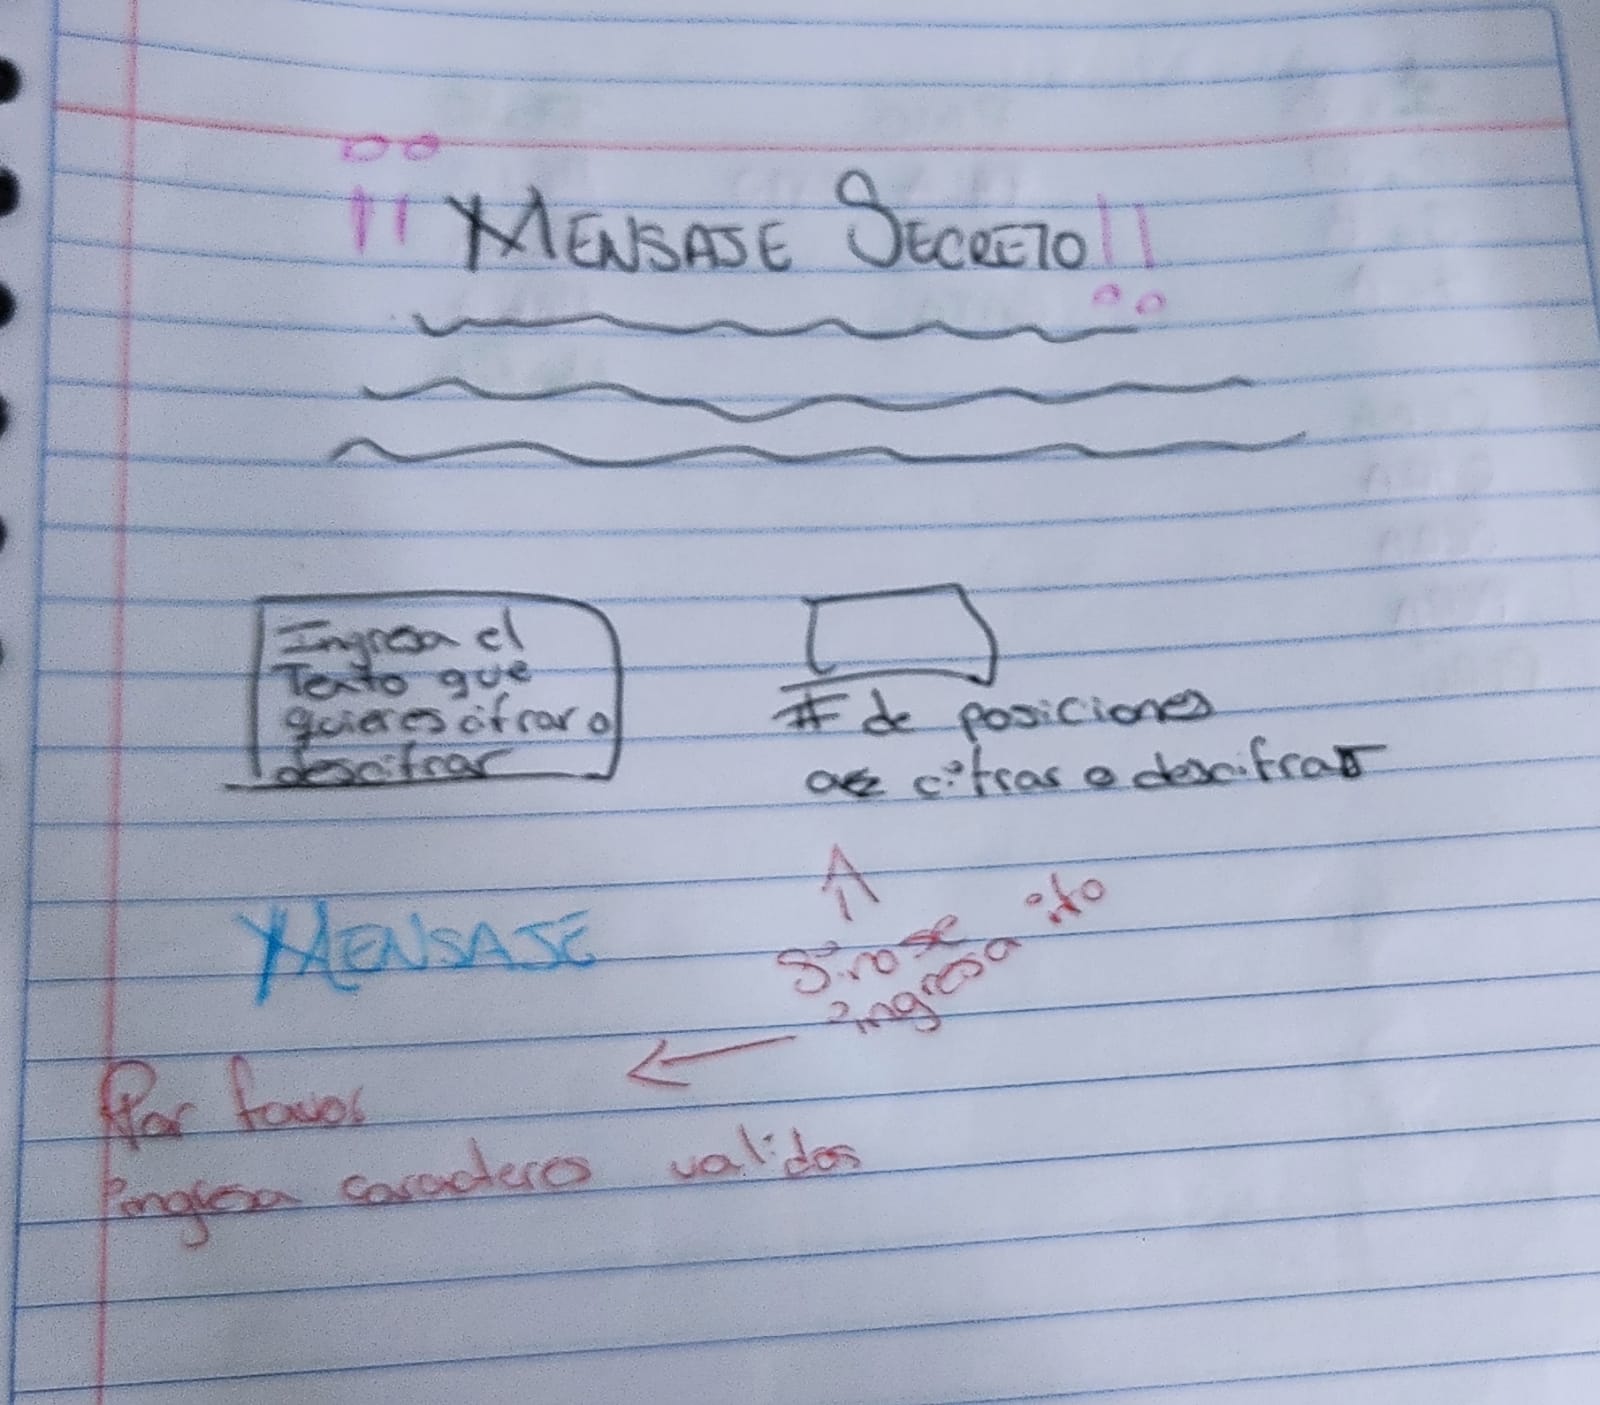 ¡¡ MENSAJE SECRETO!!
Ingresa el
Texto que
quieres cifrar o
descifrar
# de posiciones
a cifrar o descifrar
MENSAJE
Si no se
ingresa ito
Por favor
ingresa caracteres validos